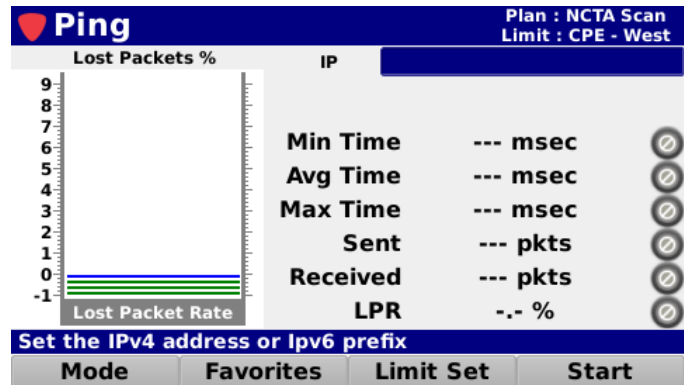 Ping
Plan : NCTA Scan
Limit : CPE - West
Lost Packets %
IP
9
8
7
6
5
4
3
2
1
0
-1
Lost Packet Rate
Min Time --- msec
Avg Time --- msec
Max Time --- msec
Sent --- pkts
Received --- pkts
LPR -.- %
Set the IPv4 address or Ipv6 prefix
Mode Favorites Limit Set Start